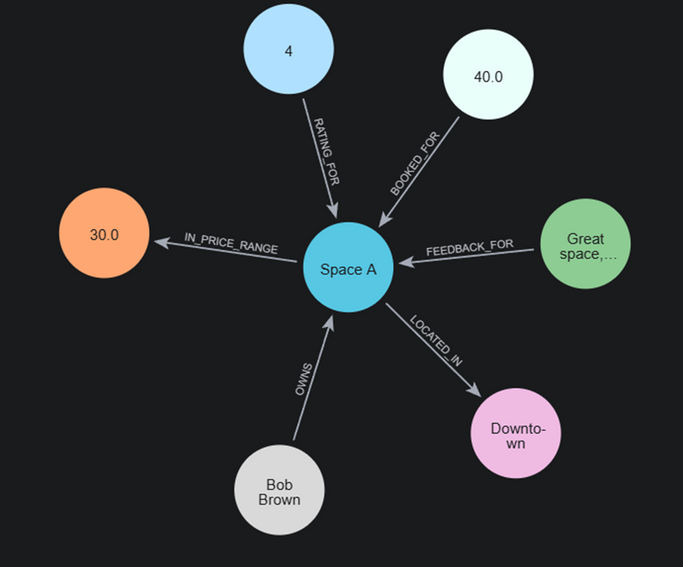 4
40.0
RATING_FOR
BOOKED_FOR
30.0
IN_PRICE_RANGE
Great
space,...
FEEDBACK_FOR
Space A
LOCATED_IN
OWNS
Downto-
wn
Bob
Brown